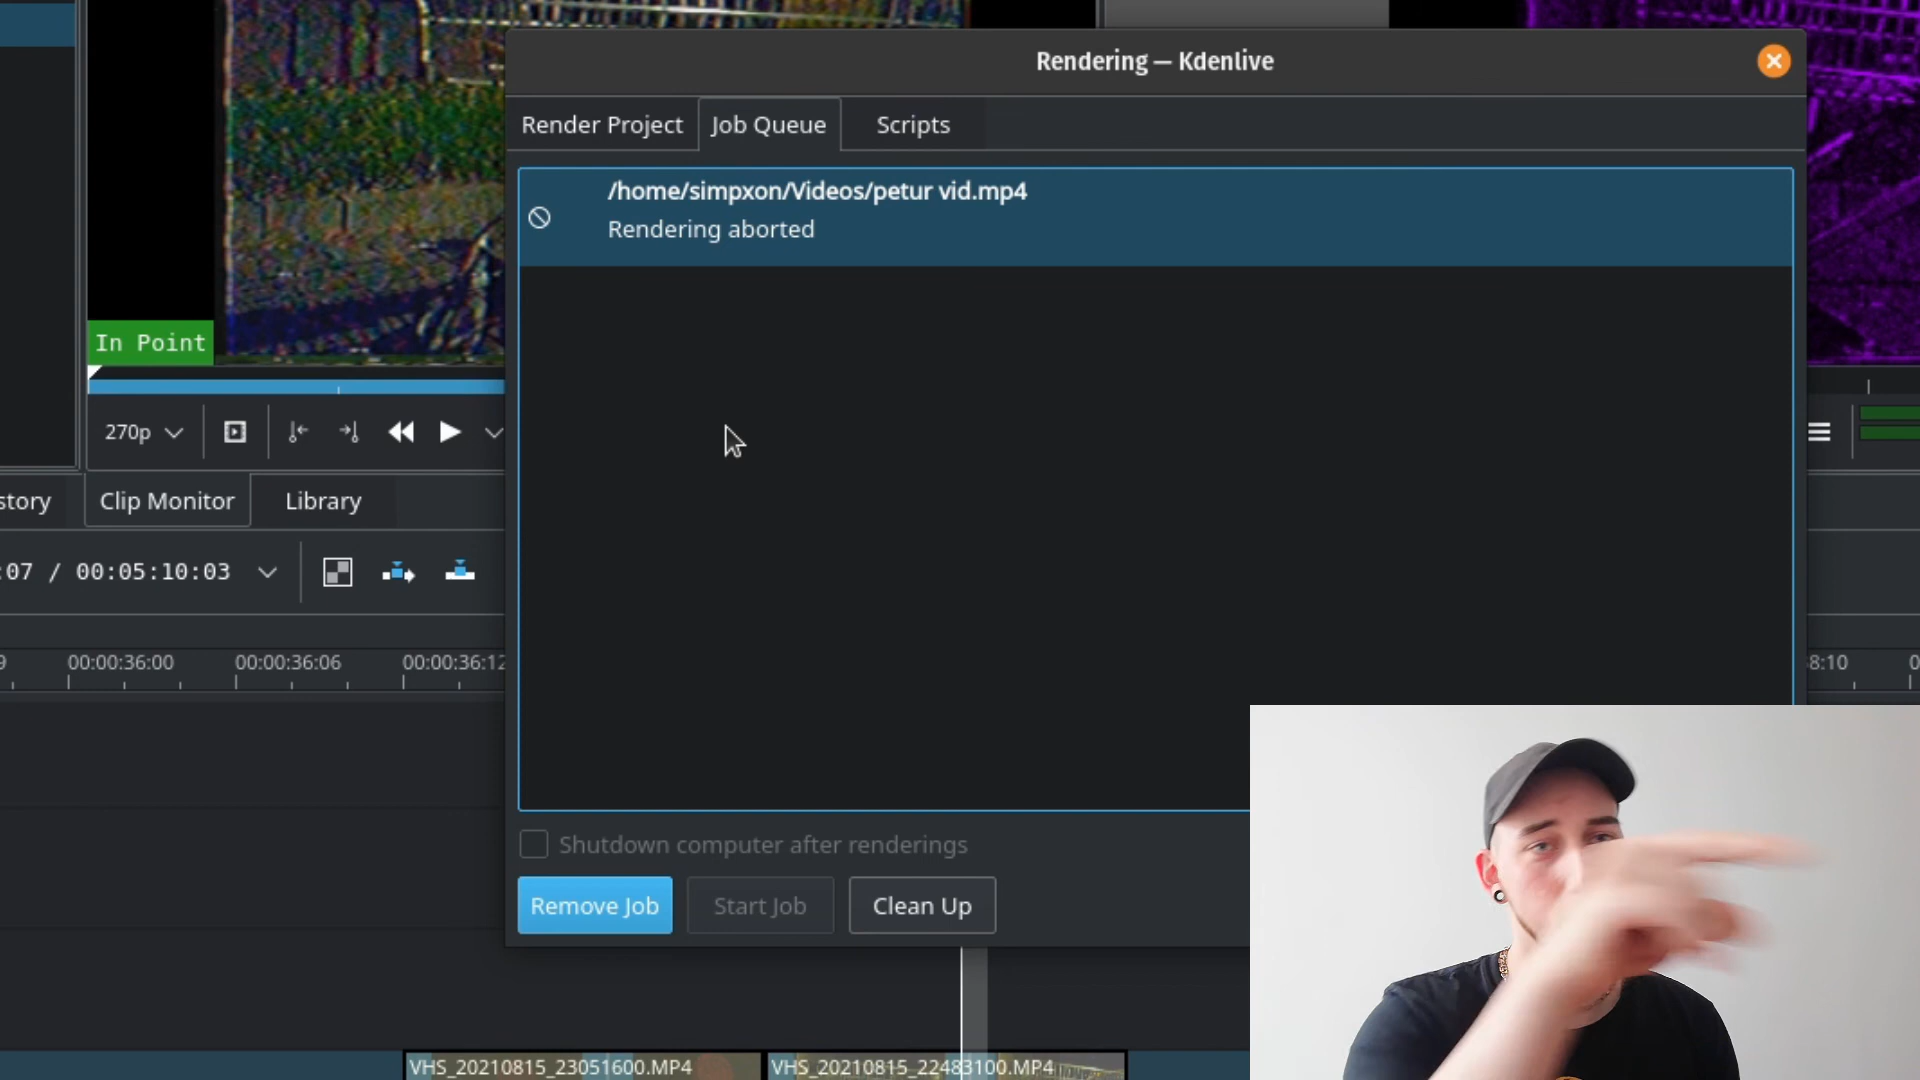 Rendering — Kdenlive
Render Project
Job Queue
Scripts
/home/simpxon/Videos/petur vid.mp4
Rendering aborted
In Point
270p
story
Clip Monitor
Library
:07 / 00:05:10:03
9
00:00:36:00
00:00:36:06
00:00:36:12
8:10
0
Shutdown computer after renderings
Remove Job
Start Job
Clean Up
VHS_20210815_23051600.MP4
VHS_20210815_22483100.MP4